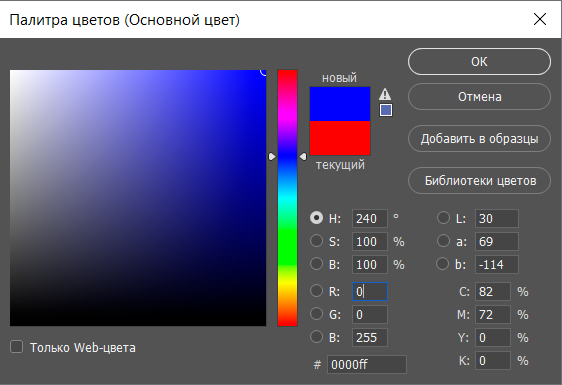 Палитра цветов (Основной цвет)
новый
текущий
OK
Отмена
Добавить в образцы
Библиотеки цветов
H: 240 ° L: 30
S: 100 % a: 69
B: 100 % b: -114
R: 0 C: 82 %
G: 0 M: 72 %
B: 255 Y: 0 %
# 0000ff K: 0 %
Только Web-цвета